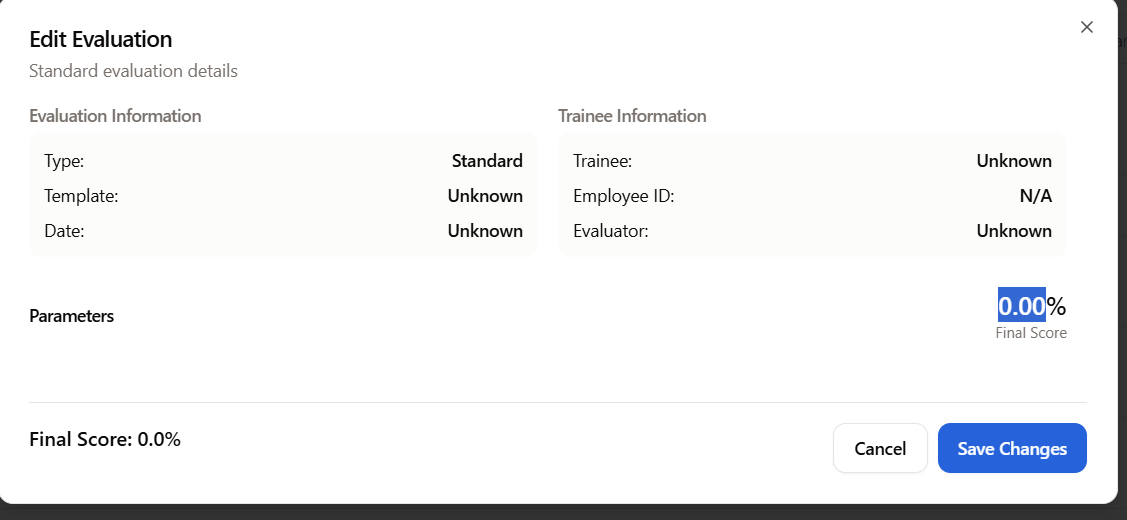 Edit Evaluation
Standard evaluation details
Evaluation Information
Type: Standard
Template: Unknown
Date: Unknown
Trainee Information
Trainee: Unknown
Employee ID: N/A
Evaluator: Unknown
Parameters
0.00%
Final Score
Final Score: 0.0%
Cancel
Save Changes